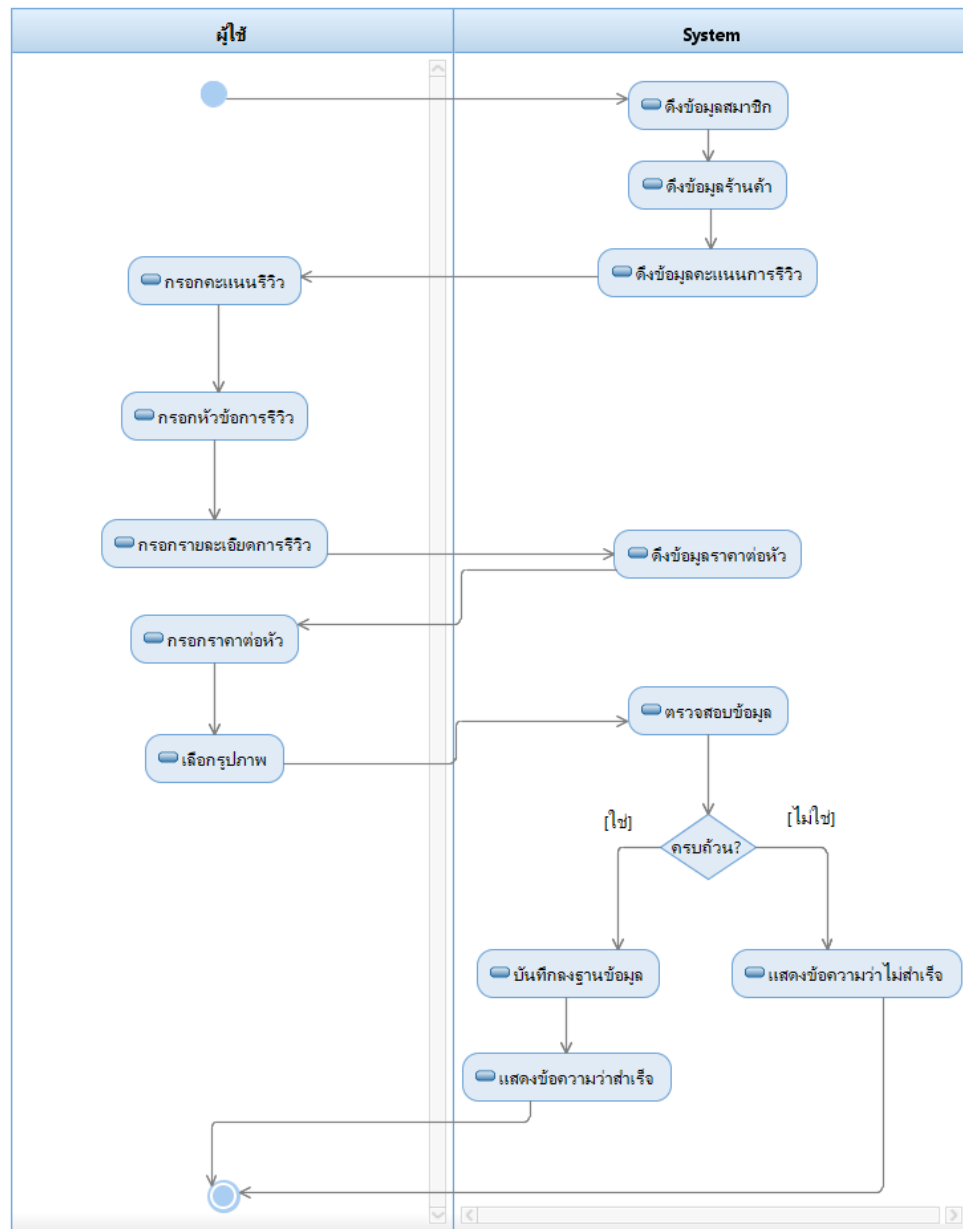 ผู้ใช้
System
ดึงข้อมูลสมาชิก
ดึงข้อมูลร้านค้า
ดึงข้อมูลคะแนนการรีวิว
กรอกคะแนนรีวิว
กรอกหัวข้อการรีวิว
กรอกรายละเอียดการรีวิว
ดึงข้อมูลราคาต่อหัว
กรอกราคาต่อหัว
เลือกรูปภาพ
ตรวจสอบข้อมูล
ครบถ้วน?
[ใช่]
[ไม่ใช่]
บันทึกลงฐานข้อมูล
แสดงข้อความว่าไม่สำเร็จ
แสดงข้อความว่าสำเร็จ